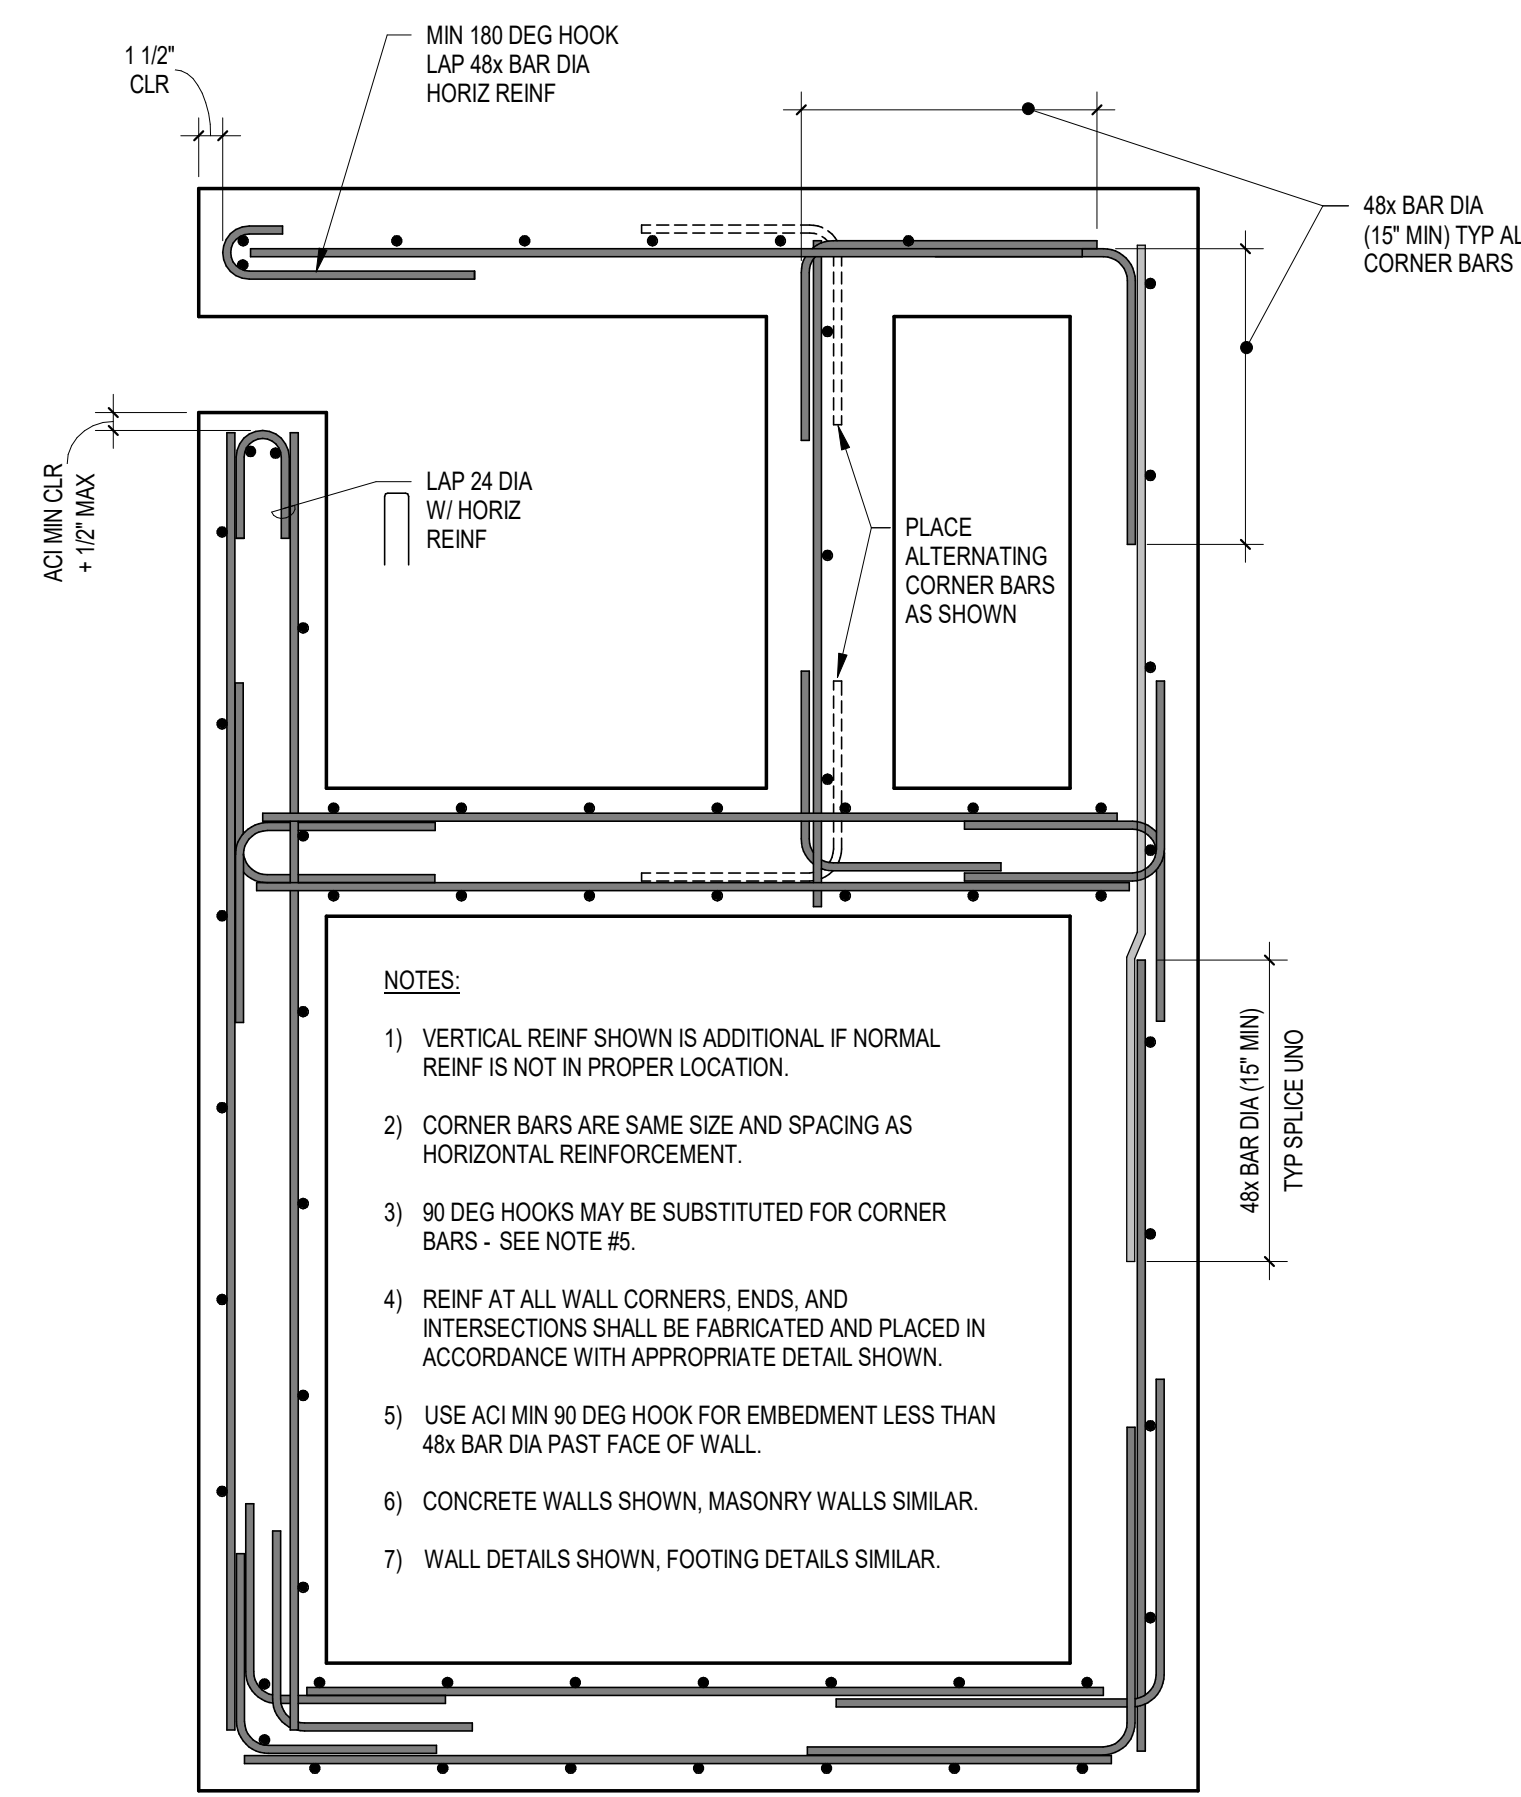 1 1/2"
CLR
MIN 180 DEG HOOK
LAP 48x BAR DIA
HORIZ REINF
48x BAR DIA
(15" MIN) TYP AL
CORNER BARS
ACI MIN CLR
+ 1/2" MAX
LAP 24 DIA
W/ HORIZ
REINF
PLACE
ALTERNATING
CORNER BARS
AS SHOWN
NOTES:
1) VERTICAL REINF SHOWN IS ADDITIONAL IF NORMAL
REINF IS NOT IN PROPER LOCATION.
2) CORNER BARS ARE SAME SIZE AND SPACING AS
HORIZONTAL REINFORCEMENT.
3) 90 DEG HOOKS MAY BE SUBSTITUTED FOR CORNER
BARS - SEE NOTE #5.
4) REINF AT ALL WALL CORNERS, ENDS, AND
INTERSECTIONS SHALL BE FABRICATED AND PLACED IN
ACCORDANCE WITH APPROPRIATE DETAIL SHOWN.
5) USE ACI MIN 90 DEG HOOK FOR EMBEDMENT LESS THAN
48x BAR DIA PAST FACE OF WALL.
6) CONCRETE WALLS SHOWN, MASONRY WALLS SIMILAR.
7) WALL DETAILS SHOWN, FOOTING DETAILS SIMILAR.
48x BAR DIA (15" MIN)
TYP SPLICE UNO